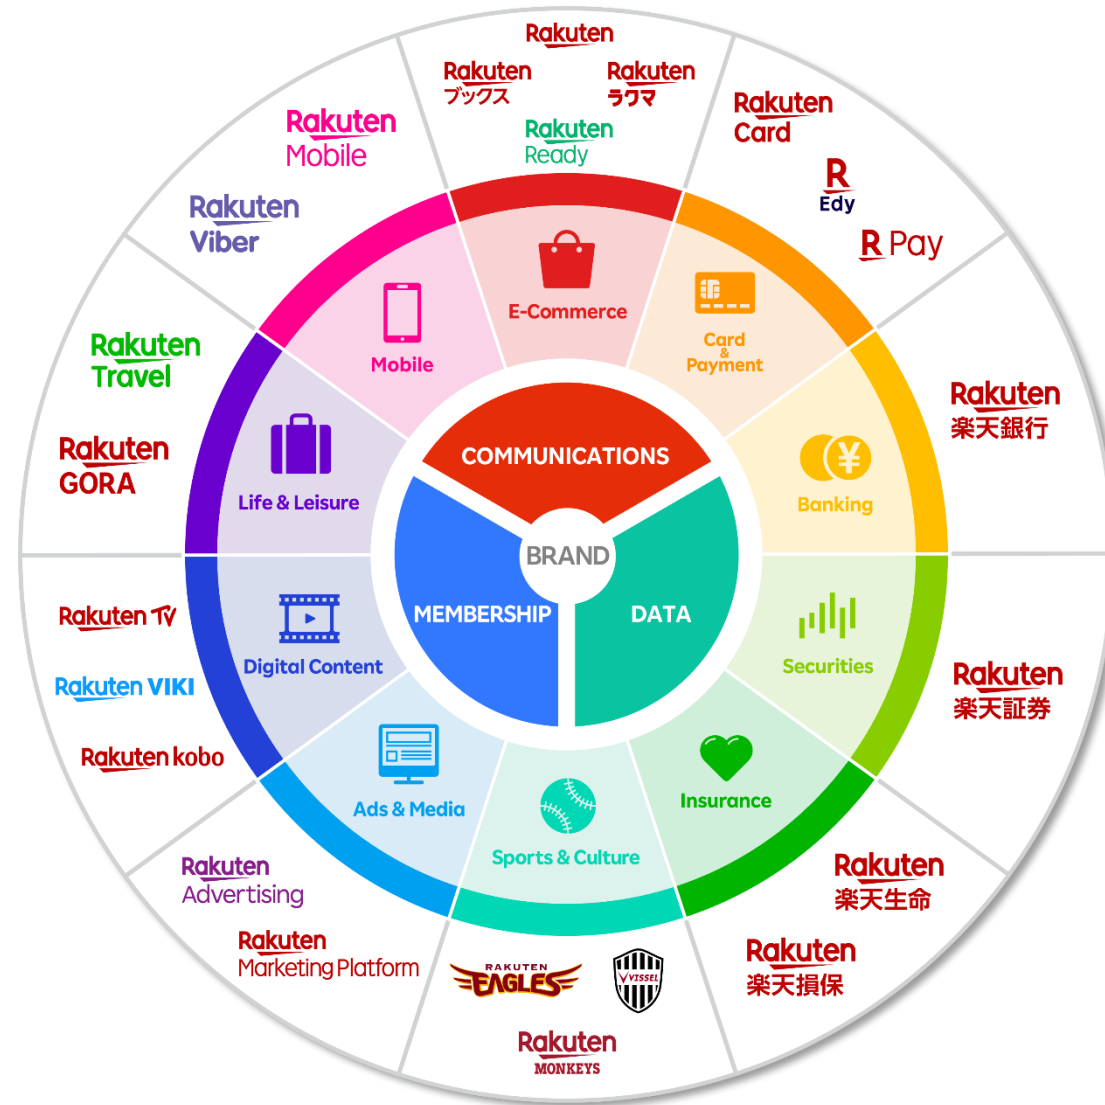 Rakuten
Rakuten
ブックス
Rakuten
ラクマ
Rakuten
Ready
Rakuten
Card
R
Edy
R Pay
Rakuten
楽天銀行
Rakuten
楽天証券
Rakuten
楽天生命
Rakuten
楽天損保
RAKUTEN
EAGLES
VISSEL
Rakuten
MONKEYS
Rakuten
Marketing Platform
Rakuten
Advertising
Rakuten kobo
Rakuten VIKI
Rakuten TV
Rakuten
GORA
Rakuten
Travel
Rakuten
Viber
Rakuten
Mobile
E-Commerce
Card
&
Payment
¥
Banking
Securities
Insurance
Sports & Culture
Ads & Media
Digital Content
Life & Leisure
Mobile
COMMUNICATIONS
BRAND
MEMBERSHIP
DATA